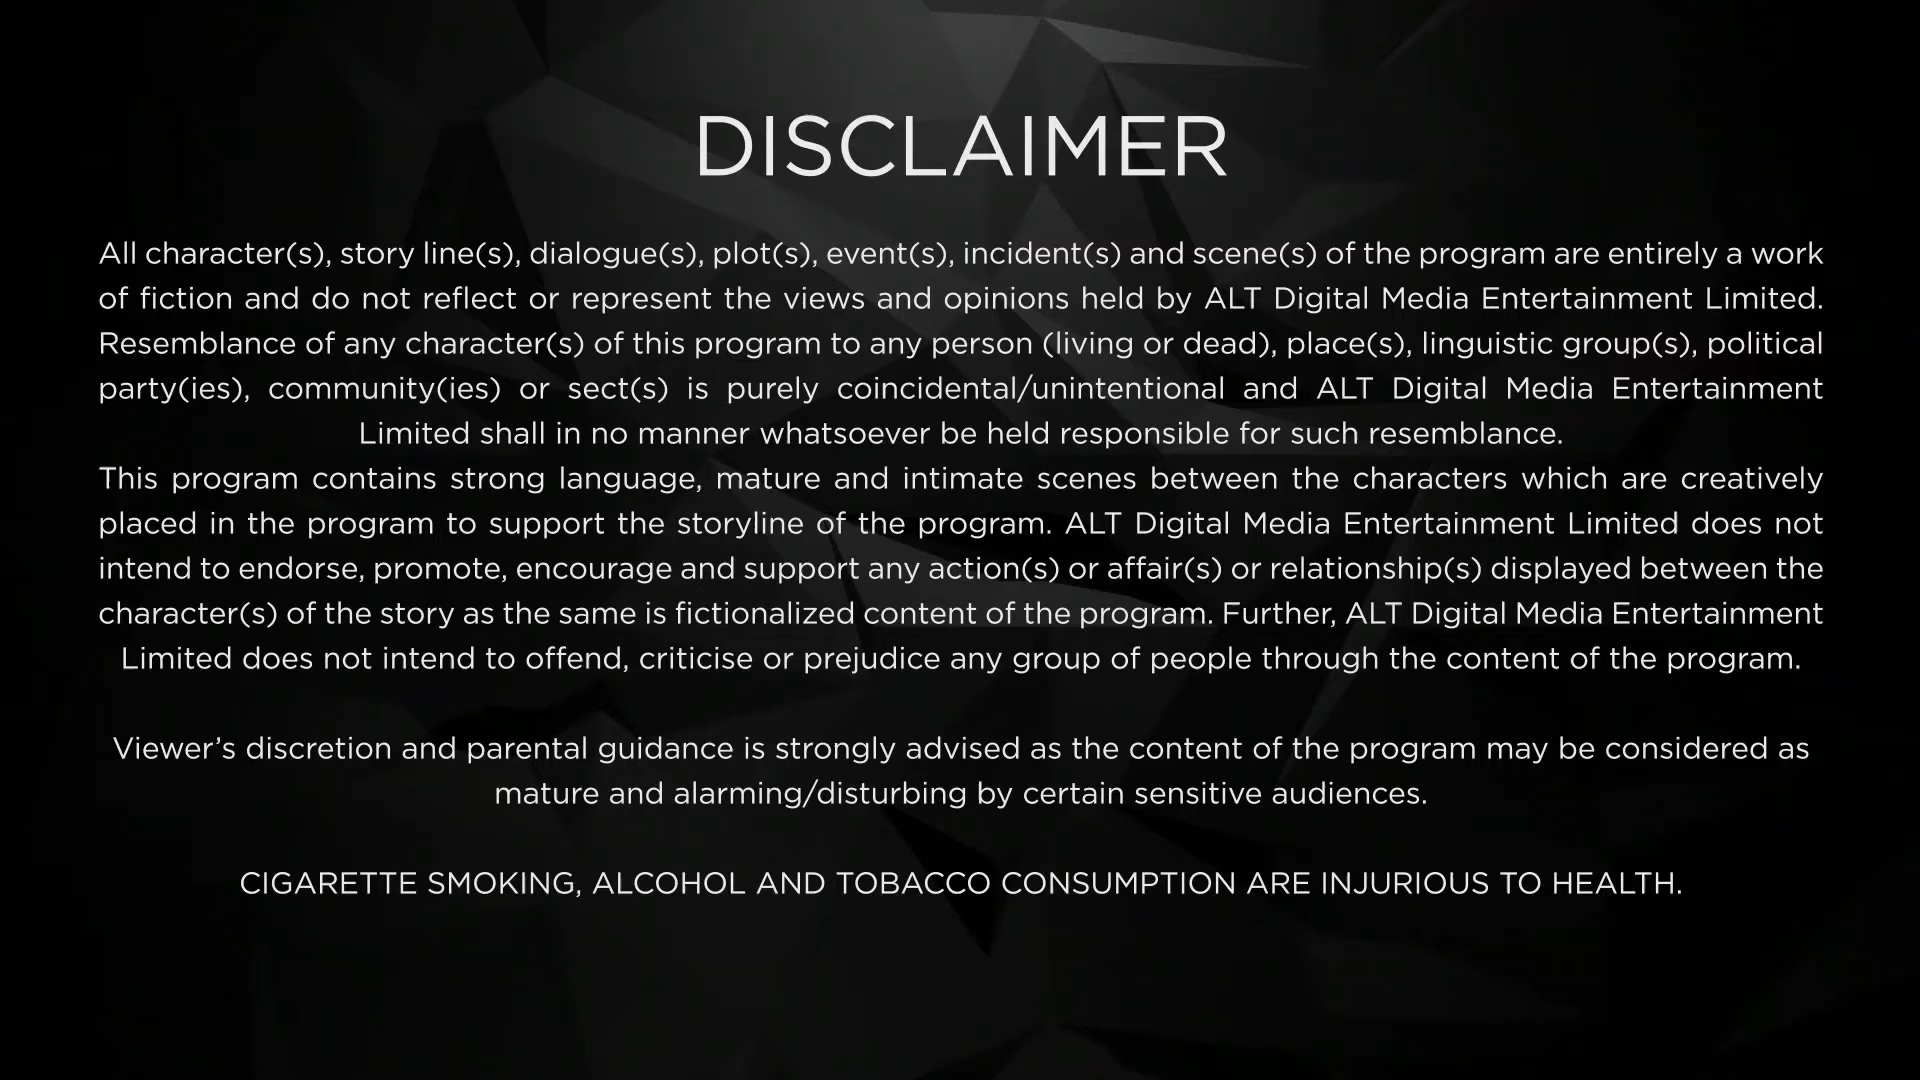 DISCLAIMER
All character(s), story line(s), dialogue(s), plot(s), event(s), incident(s) and scene(s) of the program are entirely a work
of fiction and do not reflect or represent the views and opinions held by ALT Digital Media Entertainment Limited.
Resemblance of any character(s) of this program to any person (living or dead), place(s), linguistic group(s), political
party(ies), community(ies) or sect(s) is purely coincidental/unintentional and ALT Digital Media Entertainment
Limited shall in no manner whatsoever be held responsible for such resemblance.
This program contains strong language, mature and intimate scenes between the characters which are creatively
placed in the program to support the storyline of the program. ALT Digital Media Entertainment Limited does not
intend to endorse, promote, encourage and support any action(s) or affair(s) or relationship(s) displayed between the
character(s) of the story as the same is fictionalized content of the program. Further, ALT Digital Media Entertainment
Limited does not intend to offend, criticise or prejudice any group of people through the content of the program.
Viewer’s discretion and parental guidance is strongly advised as the content of the program may be considered as
mature and alarming/disturbing by certain sensitive audiences.
CIGARETTE SMOKING, ALCOHOL AND TOBACCO CONSUMPTION ARE INJURIOUS TO HEALTH.